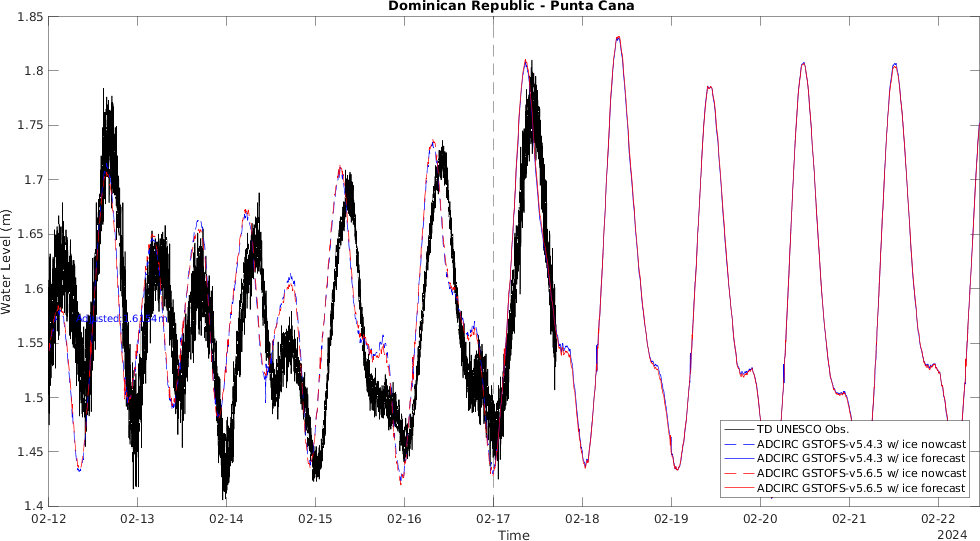 Dominican Republic - Punta Cana
Water Level (m)
1.85
1.8
1.75
1.7
1.65
1.6
1.55
1.5
1.45
1.4
TD UNESCO Obs.
ADCIRC GSTOFS-v5.4.3 w/ ice nowcast
ADCIRC GSTOFS-v5.4.3 w/ ice forecast
ADCIRC GSTOFS-v5.6.5 w/ ice nowcast
ADCIRC GSTOFS-v5.6.5 w/ ice forecast
02-12 02-13 02-14 02-15 02-16 02-17 02-18 02-19 02-20 02-21 02-22
Time
2024